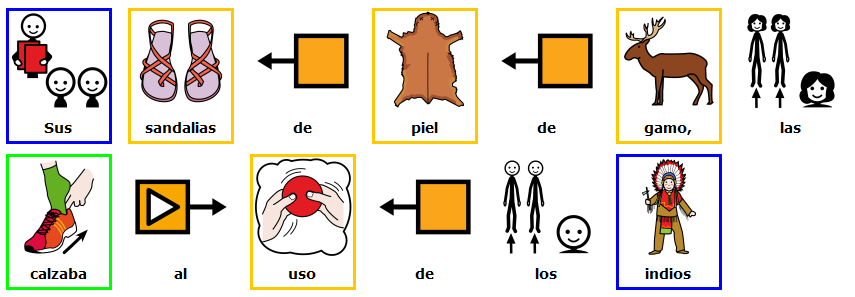 Sus sandalias de piel de gamo, las
calzaba al uso de los indios